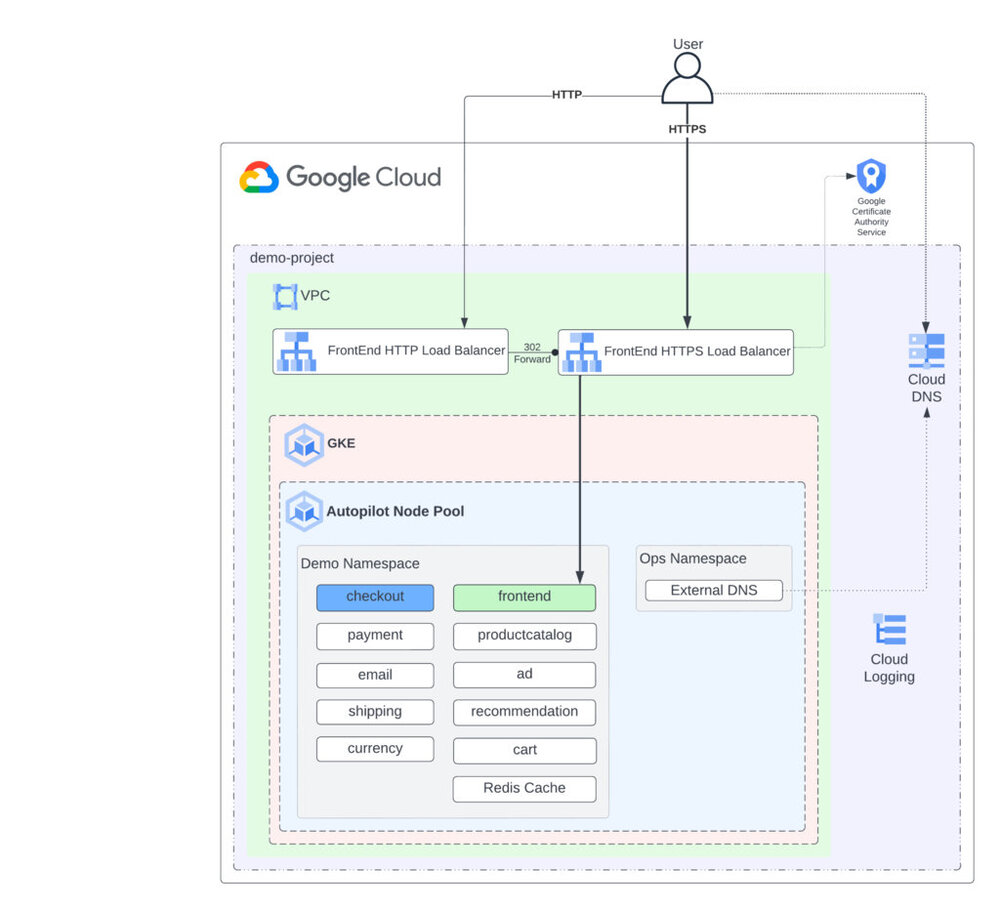 User
HTTP
HTTPS
Google Cloud
Google
Certificate
Authority
Service
demo-project
VPC
FrontEnd HTTP Load Balancer
302
Forward
FrontEnd HTTPS Load Balancer
Cloud
DNS
GKE
Autopilot Node Pool
Demo Namespace
checkout
frontend
payment
productcatalog
email
ad
shipping
recommendation
currency
cart
Redis Cache
Ops Namespace
External DNS
Cloud
Logging